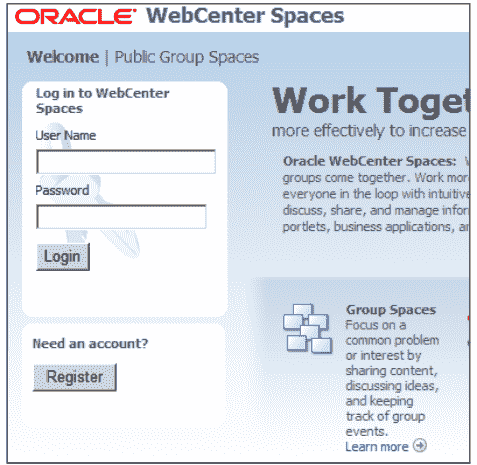 ORACLE WebCenter Spaces
Welcome | Public Group Spaces
Log in to WebCenter
Spaces
User Name
Password
Login
Need an account?
Register
Work Toget
more effectively to increase
Oracle WebCenter Spaces:
groups come together. Work mor
everyone in the loop with intuitive
discuss, share, and manage infor
portlets, business applications, a
Group Spaces
Focus on a
common problem
or interest by
sharing content,
discussing ideas,
and keeping
track of group
events.
Learn more